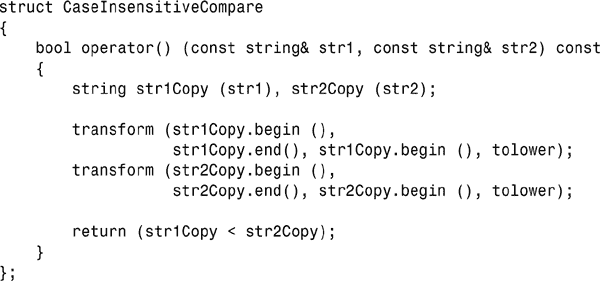 struct CaseInsensitiveCompare
{
    bool operator() (const string& str1, const string& str2) const
    {
        string str1Copy (str1), str2Copy (str2);

        transform (str1Copy.begin (),
                   str1Copy.end(), str1Copy.begin (), tolower);
        transform (str2Copy.begin (),
                   str2Copy.end(), str2Copy.begin (), tolower);

        return (str1Copy < str2Copy);
    }
};